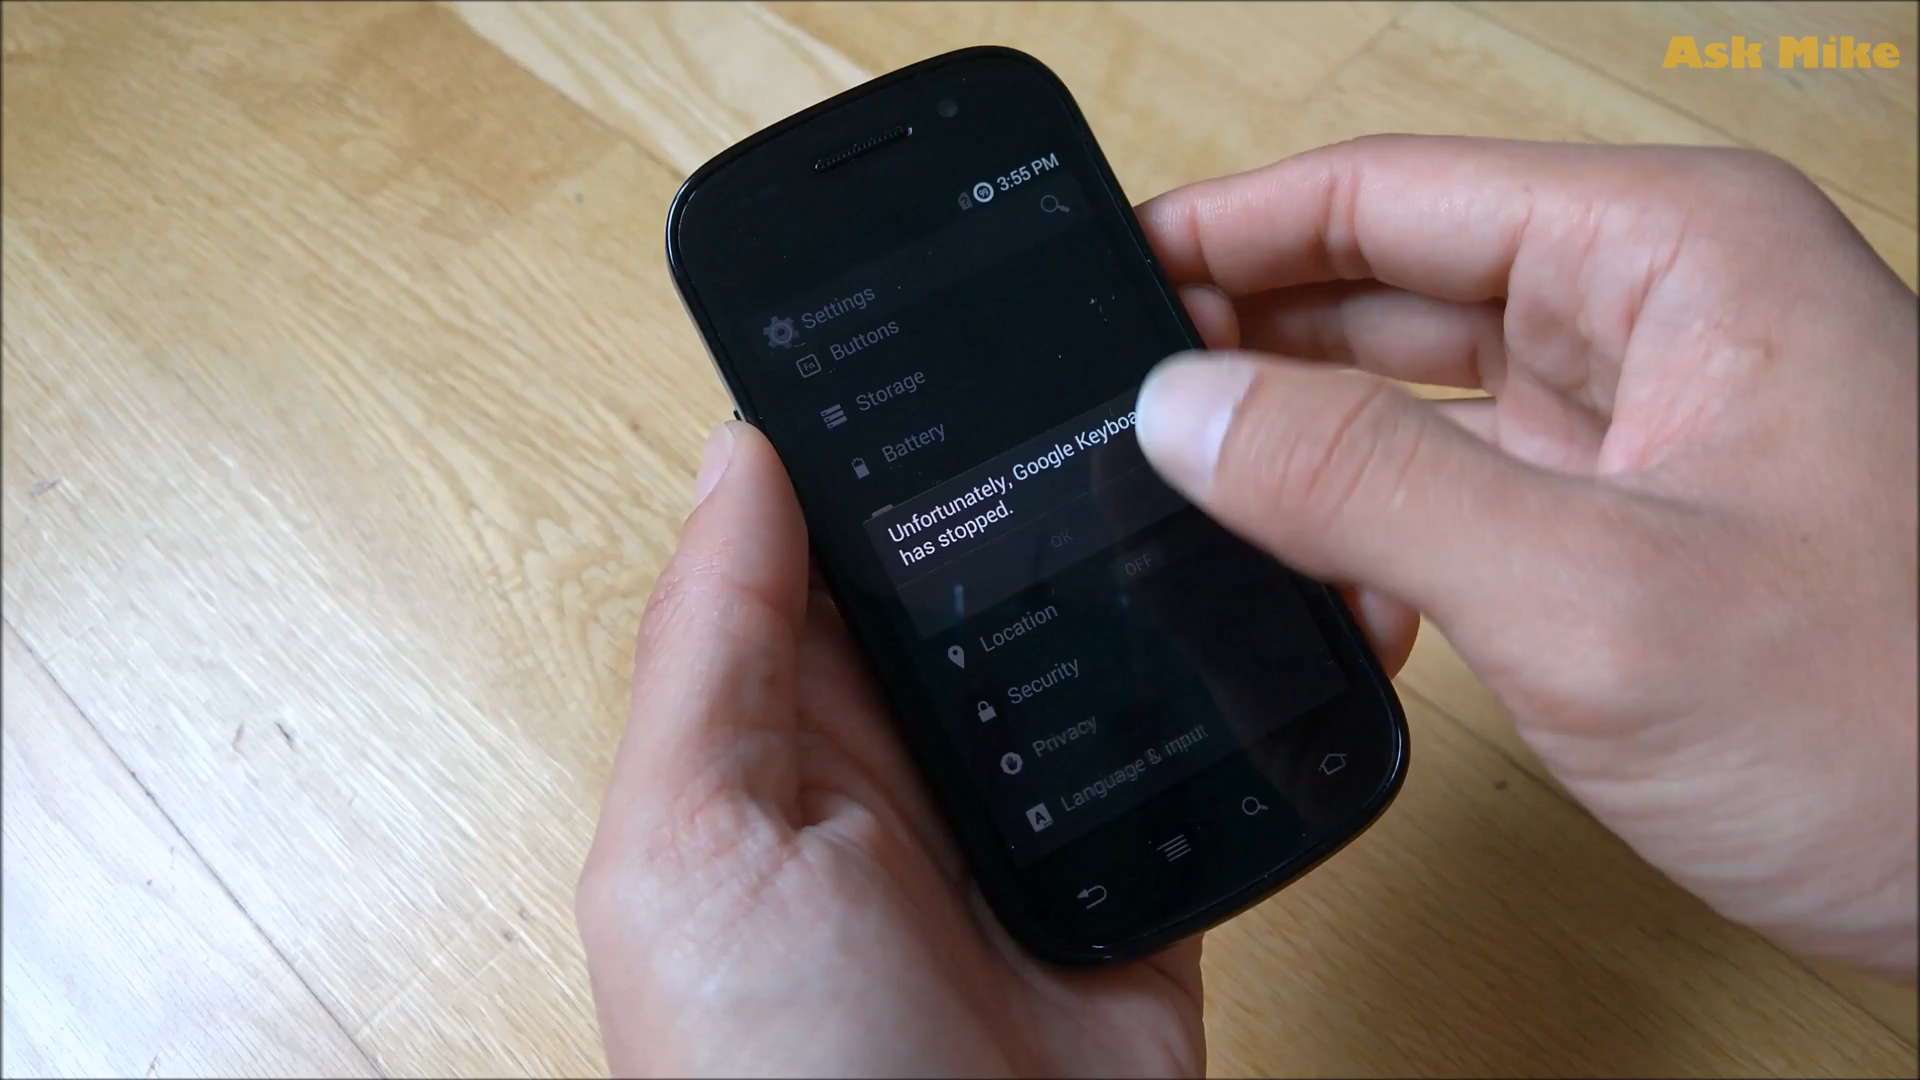 Ask Mike
3:55 PM
Settings
Buttons
Storage
Battery
Unfortunately, Google Keyboa
has stopped.
OK
OFF
Location
Security
Privacy
Language & input